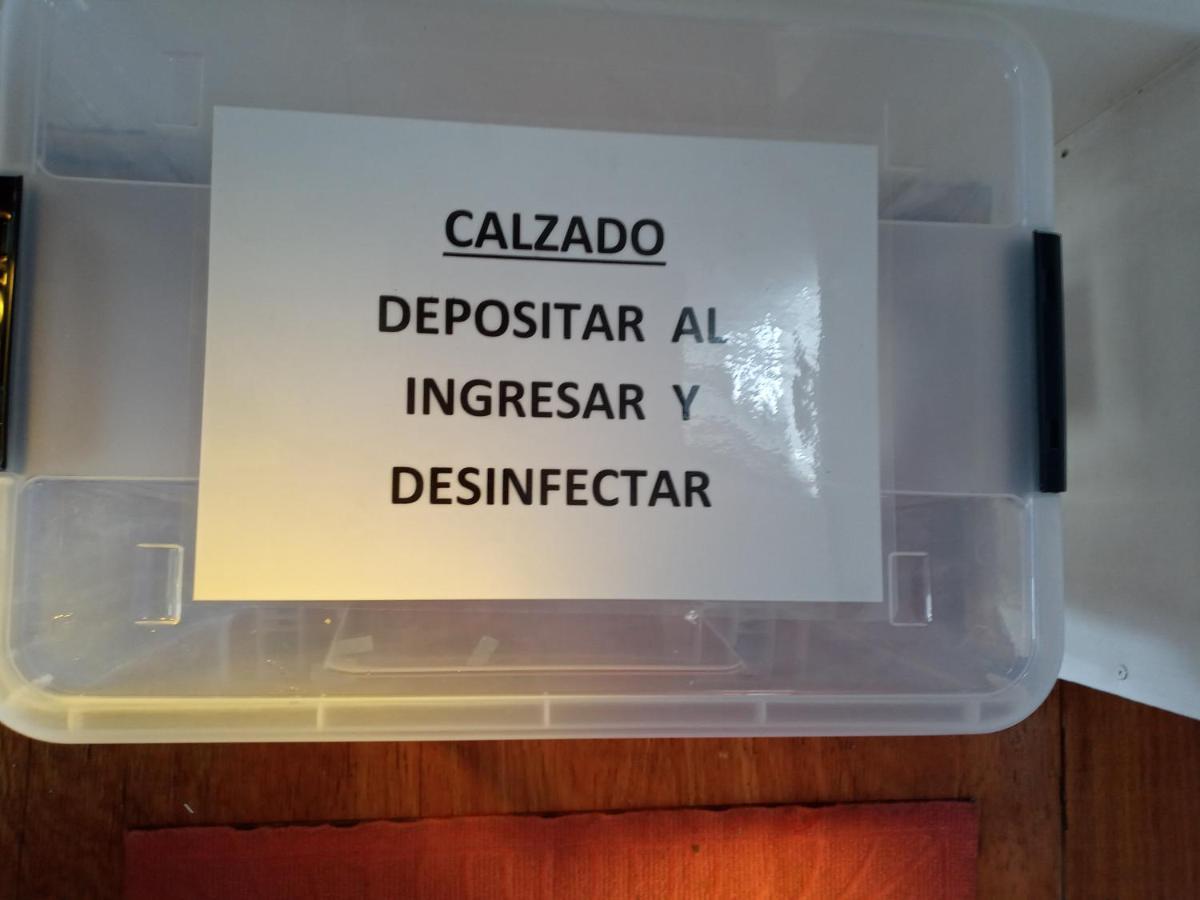 CALZADO
DEPOSITAR AL
INGRESAR Y
DESINFECTAR